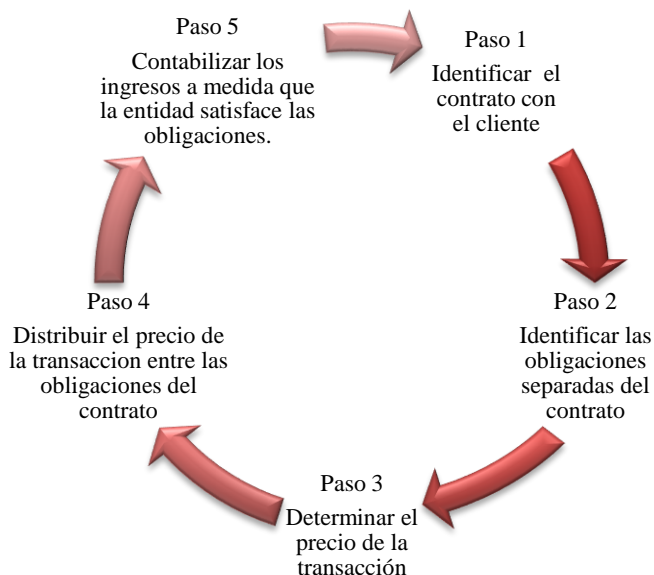 Paso 1
Identificar el
contrato con
el cliente
Paso 2
Identificar las
obligaciones
separadas del
contrato
Paso 3
Determinar el
precio de la
transacción
Paso 4
Distribuir el precio de
la transaccion entre las
obligaciones del
contrato
Paso 5
Contabilizar los
ingresos a medida que
la entidad satisface las
obligaciones.